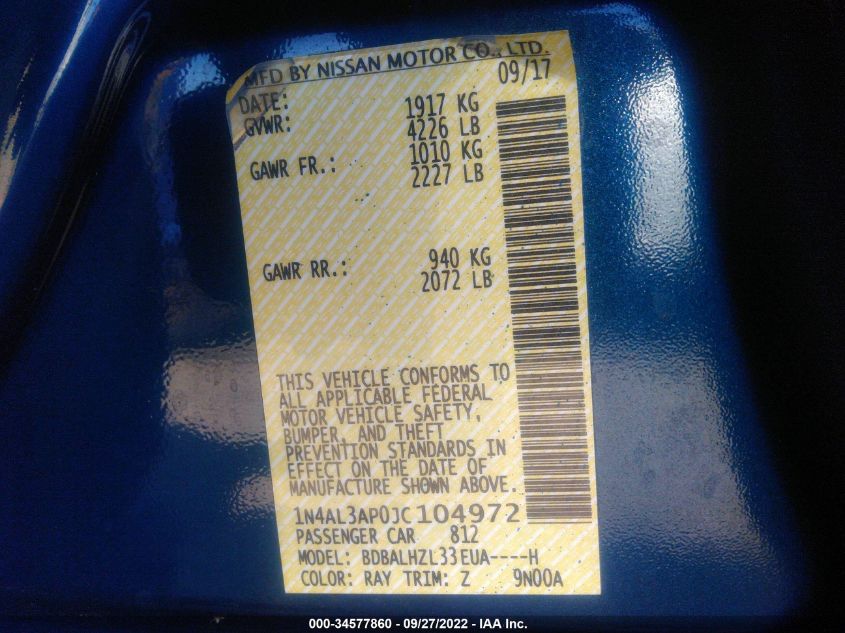 MFD BY NISSAN MOTOR CO., LTD.
DATE: 09/17
GVWR: 1917 KG
4226 LB
GAWR FR.: 1010 KG
2227 LB
GAWR RR.: 940 KG
2072 LB
THIS VEHICLE CONFORMS TO
ALL APPLICABLE FEDERAL
MOTOR VEHICLE SAFETY,
BUMPER, AND THEFT
PREVENTION STANDARDS IN
EFFECT ON THE DATE OF
MANUFACTURE SHOWN ABOVE.
1N4AL3AP0JC104972
PASSENGER CAR 812
MODEL: BDBALHZL33EUA----H
COLOR: RAY TRIM: Z 9N00A
000-34577860 - 09/27/2022 - IAA Inc.